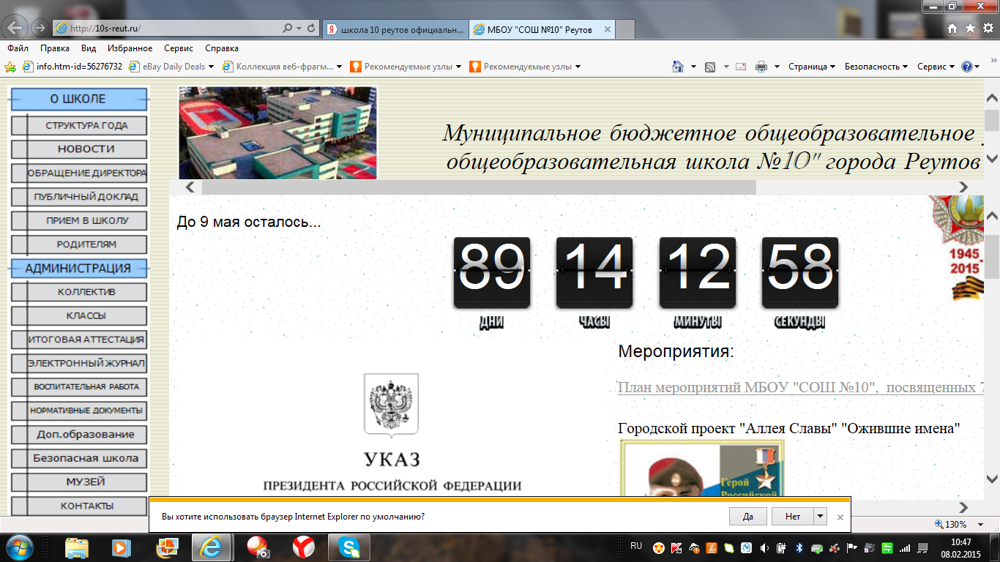 http://10s-reut.ru/
школа 10 реутов официальн...
МБОУ "СОШ №10" Реутов
Файл Правка Вид Избранное Сервис Справка
info.htm-id=56276732 eBay Daily Deals Коллекция веб-фрагм... Рекомендуемые узлы Рекомендуемые узлы Страница Безопасность Сервис
О ШКОЛЕ
СТРУКТУРА ГОДА
НОВОСТИ
ОБРАЩЕНИЕ ДИРЕКТОРА
ПУБЛИЧНЫЙ ДОКЛАД
ПРИЕМ В ШКОЛУ
РОДИТЕЛЯМ
АДМИНИСТРАЦИЯ
КОЛЛЕКТИВ
КЛАССЫ
ИТОГОВАЯ АТТЕСТАЦИЯ
ЭЛЕКТРОННЫЙ ЖУРНАЛ
ВОСПИТАТЕЛЬНАЯ РАБОТА
НОРМАТИВНЫЕ ДОКУМЕНТЫ
Доп.образование
Безопасная школа
МУЗЕЙ
КОНТАКТЫ
Муниципальное бюджетное общеобразовательное
общеобразовательная школа №10" города Реутов
До 9 мая осталось...
89 14 12 58
ДНИ ЧАСЫ МИНУТЫ СЕКУНДЫ
1945
2015
УКАЗ
ПРЕЗИДЕНТА РОССИЙСКОЙ ФЕДЕРАЦИИ
Мероприятия:
План мероприятий МБОУ "СОШ №10", посвященных 7
Городской проект "Аллея Славы" "Ожившие имена"
Герой
Российской
Вы хотите использовать браузер Internet Explorer по умолчанию?
Да Нет
130%
RU
10:47
08.02.2015